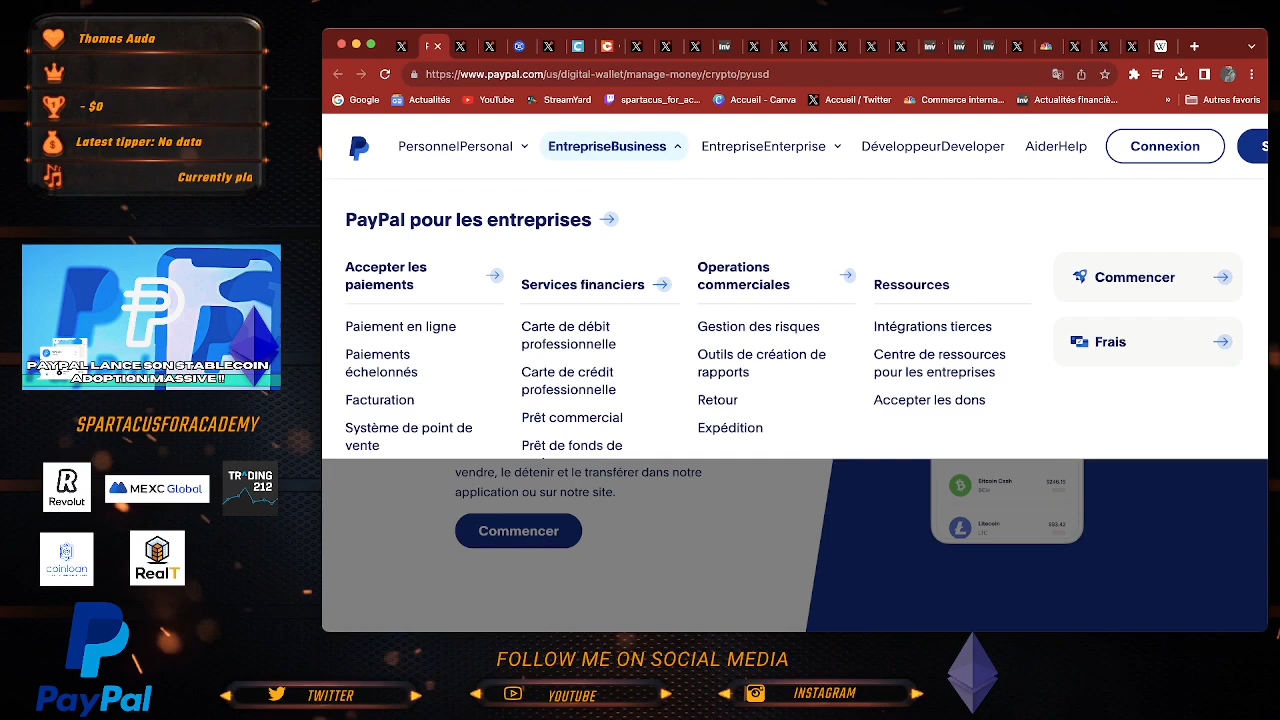 Thomas Auda
- $0
Latest tipper: No data
Currently pla
PAYPAL LANCE SON STABLECOIN
ADOPTION MASSIVE !!
SPARTACUSFORACADEMY
Revolut
MEXC Global
TRADING
212
coinloan
RealT
PayPal
https://www.paypal.com/us/digital-wallet/manage-money/crypto/pyusd
Google
Actualités
YouTube
StreamYard
spartacus_for_ac...
Accueil - Canva
Accueil / Twitter
Commerce interna...
Actualités financiè...
»
Autres favoris
PersonnelPersonal
EntrepriseBusiness
EntrepriseEnterprise
DéveloppeurDeveloper
AiderHelp
Connexion
S
PayPal pour les entreprises
Accepter les
paiements
Paiement en ligne
Paiements
échelonnés
Facturation
Système de point de
vente
Services financiers
Carte de débit
professionnelle
Carte de crédit
professionnelle
Prêt commercial
Prêt de fonds de
Operations
commerciales
Gestion des risques
Outils de création de
rapports
Retour
Expédition
Ressources
Intégrations tierces
Centre de ressources
pour les entreprises
Accepter les dons
Commencer
Frais
vendre, le détenir et le transférer dans notre
application ou sur notre site.
Commencer
Bitcoin Cash
BCH
$246.15
Litecoin
LTC
$93.42
FOLLOW ME ON SOCIAL MEDIA
TWITTER
YOUTUBE
INSTAGRAM